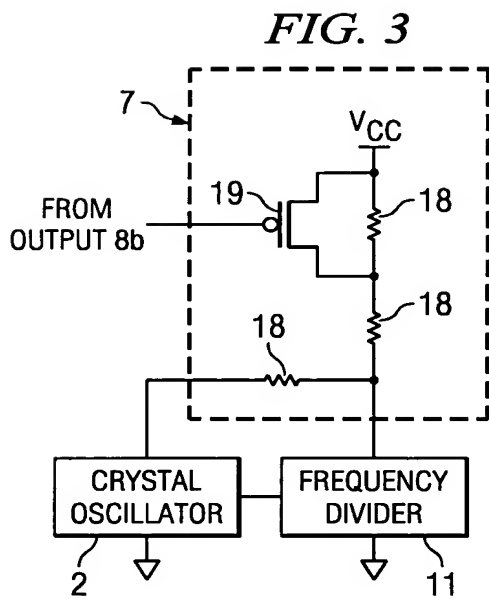 FIG. 3
7
VCC
19
18
FROM
OUTPUT 8b
18
18
CRYSTAL
OSCILLATOR
FREQUENCY
DIVIDER
2
11